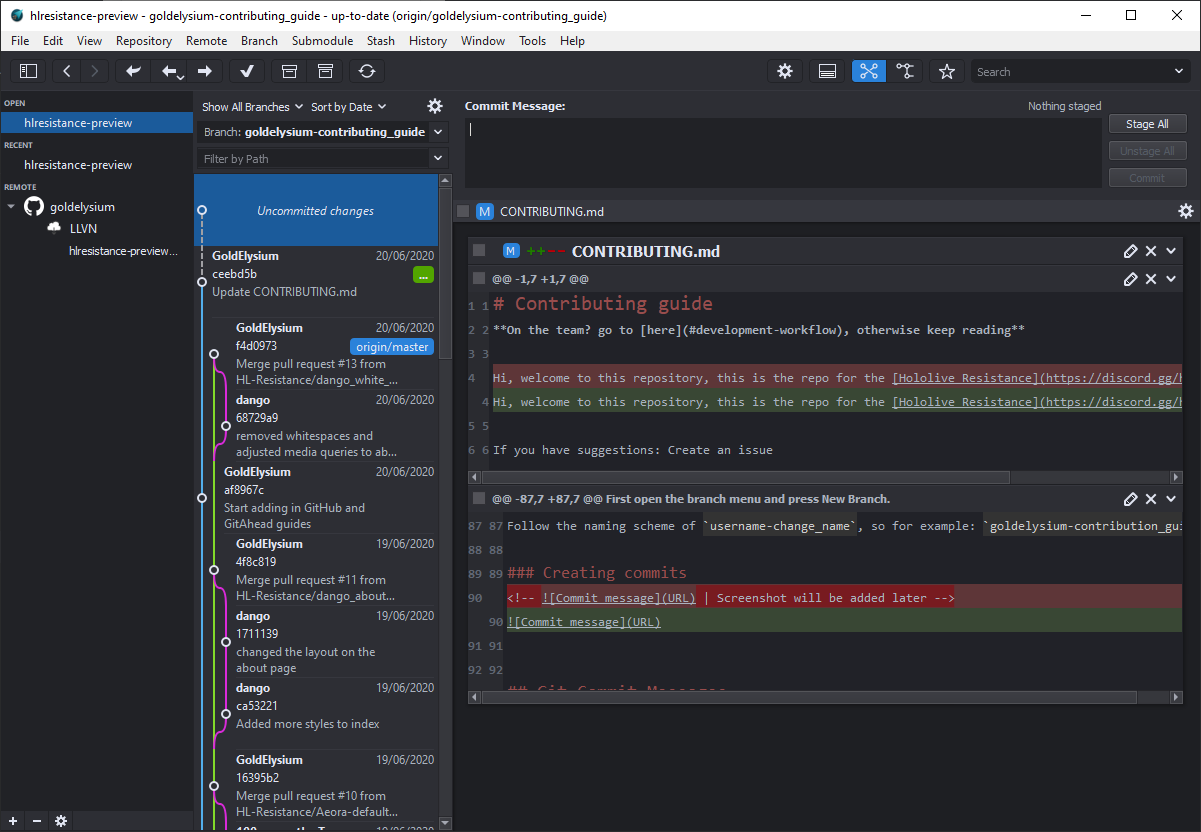 hlresistance-preview - goldelysium-contributing_guide - up-to-date (origin/goldelysium-contributing_guide)
File Edit View Repository Remote Branch Submodule Stash History Window Tools Help
Search
OPEN
hlresistance-preview
RECENT
hlresistance-preview
REMOTE
goldelysium
LLVN
hlresistance-preview...
Show All Branches Sort by Date
Branch: goldelysium-contributing_guide
Filter by Path
Uncommitted changes
GoldElysium 20/06/2020
ceebd5b ...
Update CONTRIBUTING.md
GoldElysium 20/06/2020
f4d0973 origin/master
Merge pull request #13 from
HL-Resistance/dango_white_...
dango 20/06/2020
68729a9
removed whitespaces and
adjusted media queries to ab...
GoldElysium 20/06/2020
af8967c
Start adding in GitHub and
GitAhead guides
GoldElysium 19/06/2020
4f8c819
Merge pull request #11 from
HL-Resistance/dango_about...
dango 19/06/2020
1711139
changed the layout on the
about page
dango 19/06/2020
ca53221
Added more styles to index
GoldElysium 19/06/2020
16395b2
Merge pull request #10 from
HL-Resistance/Aeora-default...
Commit Message: Nothing staged
Stage All
Unstage All
Commit
M CONTRIBUTING.md
M ++-- CONTRIBUTING.md
@@ -1,7 +1,7 @@
1 1 # Contributing guide
2 2 **On the team? go to [here](#development-workflow), otherwise keep reading**
3 3
4 Hi, welcome to this repository, this is the repo for the [Hololive Resistance](https://discord.gg/
4 Hi, welcome to this repository, this is the repo for the [Hololive Resistance](https://discord.gg/
5 5
6 6 If you have suggestions: Create an issue
@@ -87,7 +87,7 @@ First open the branch menu and press New Branch.
87 87 Follow the naming scheme of `username-change_name`, so for example: `goldelysium-contribution_gui
88 88
89 89 ### Creating commits
90 <!-- ![Commit message](URL) | Screenshot will be added later -->
90 ![Commit message](URL)
91 91
92 92 ## Git Commit Messages